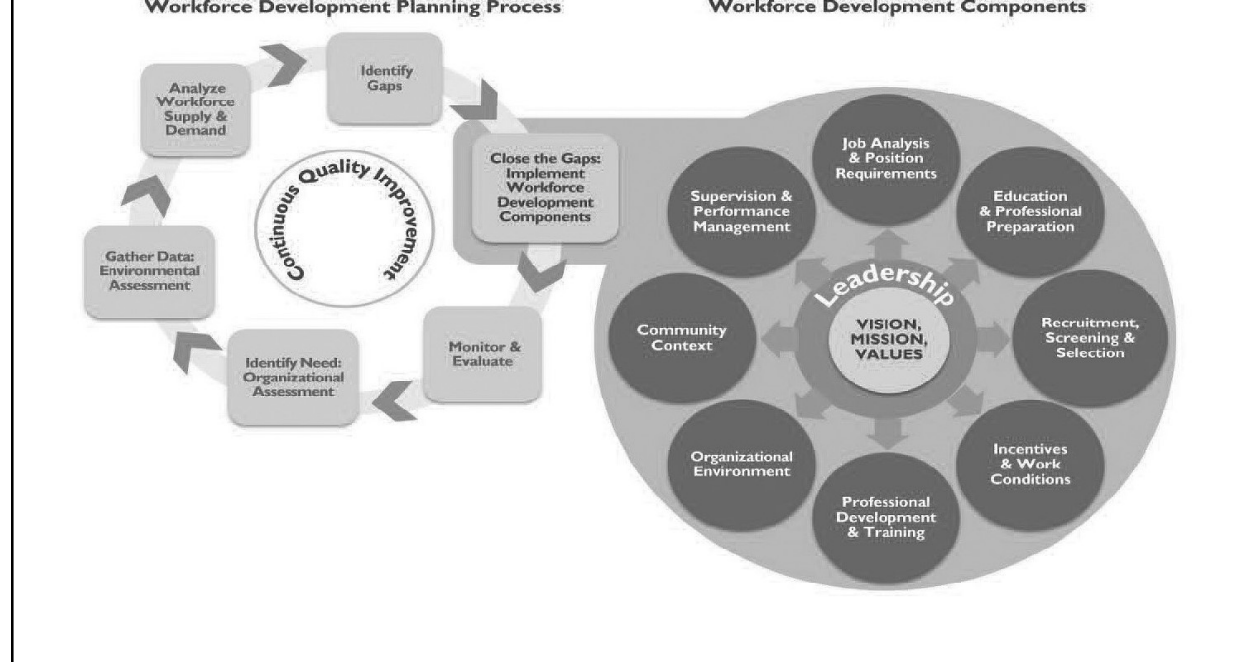 Workforce Development Planning Process
Workforce Development Components
Identify
Gaps
Analyze
Workforce
Supply &
Demand
Close the Gaps:
Implement
Workforce
Development
Components
Continuous Quality Improvement
Gather Data:
Environmental
Assessment
Monitor &
Evaluate
Identify Need:
Organizational
Assessment
Job Analysis
& Position
Requirements
Education
& Professional
Preparation
Recruitment,
Screening &
Selection
Incentives
& Work
Conditions
Professional
Development
& Training
Organizational
Environment
Community
Context
Supervision &
Performance
Management
Leadership
VISION,
MISSION,
VALUES